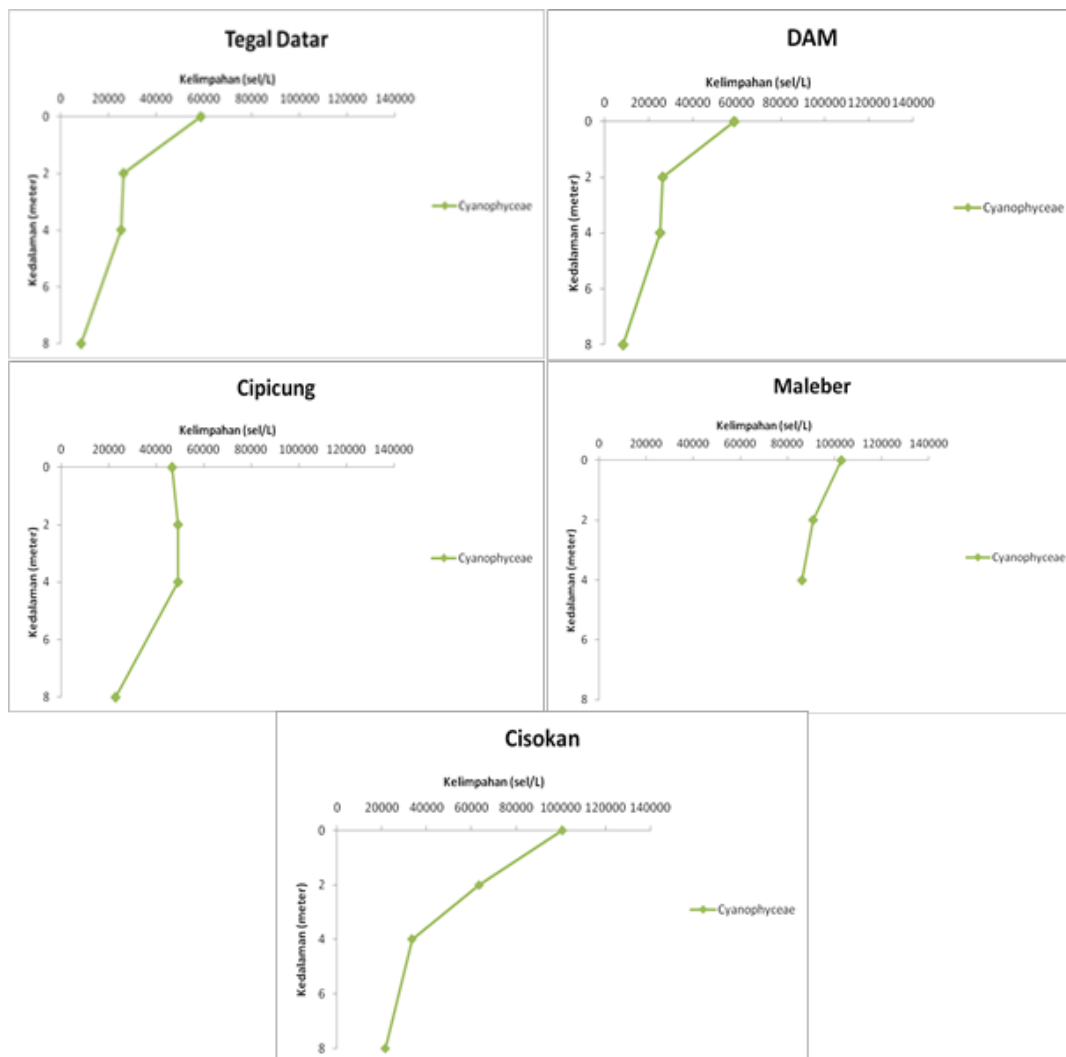 Tegal Datar
Kelimpahan (sel/L)
0 20000 40000 60000 80000 100000 120000 140000
Kedalaman (meter)
0
2
4
6
8
Cyanophyceae
DAM
Kelimpahan (sel/L)
0 20000 40000 60000 80000 100000 120000 140000
Kedalaman (meter)
0
2
4
6
8
Cyanophyceae
Cipicung
Kelimpahan (sel/L)
0 20000 40000 60000 80000 100000 120000 140000
Kedalaman (meter)
0
2
4
6
8
Cyanophyceae
Maleber
Kelimpahan (sel/L)
0 20000 40000 60000 80000 100000 120000 140000
Kedalaman (meter)
0
2
4
6
8
Cyanophyceae
Cisokan
Kelimpahan (sel/L)
0 20000 40000 60000 80000 100000 120000 140000
Kedalaman (meter)
0
2
4
6
8
Cyanophyceae